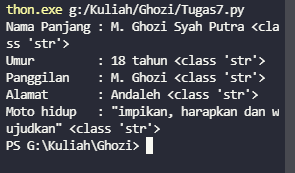 thon.exe g:/Kuliah/Ghozi/Tugas7.py
Nama Panjang : M. Ghozi Syah Putra <cla
ss 'str'>
Umur : 18 tahun <class 'str'>
Panggilan : M. Ghozi <class 'str'>
Alamat : Andaleh <class 'str'>
Moto hidup : "impikan, harapkan dan w
ujudkan" <class 'str'>
PS G:\Kuliah\Ghozi>